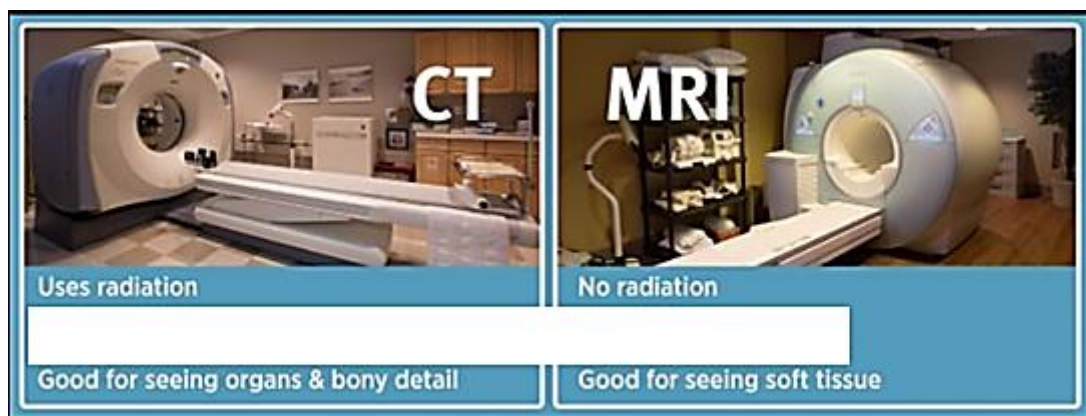 CT
Uses radiation
Good for seeing organs & bony detail
MRI
No radiation
Good for seeing soft tissue